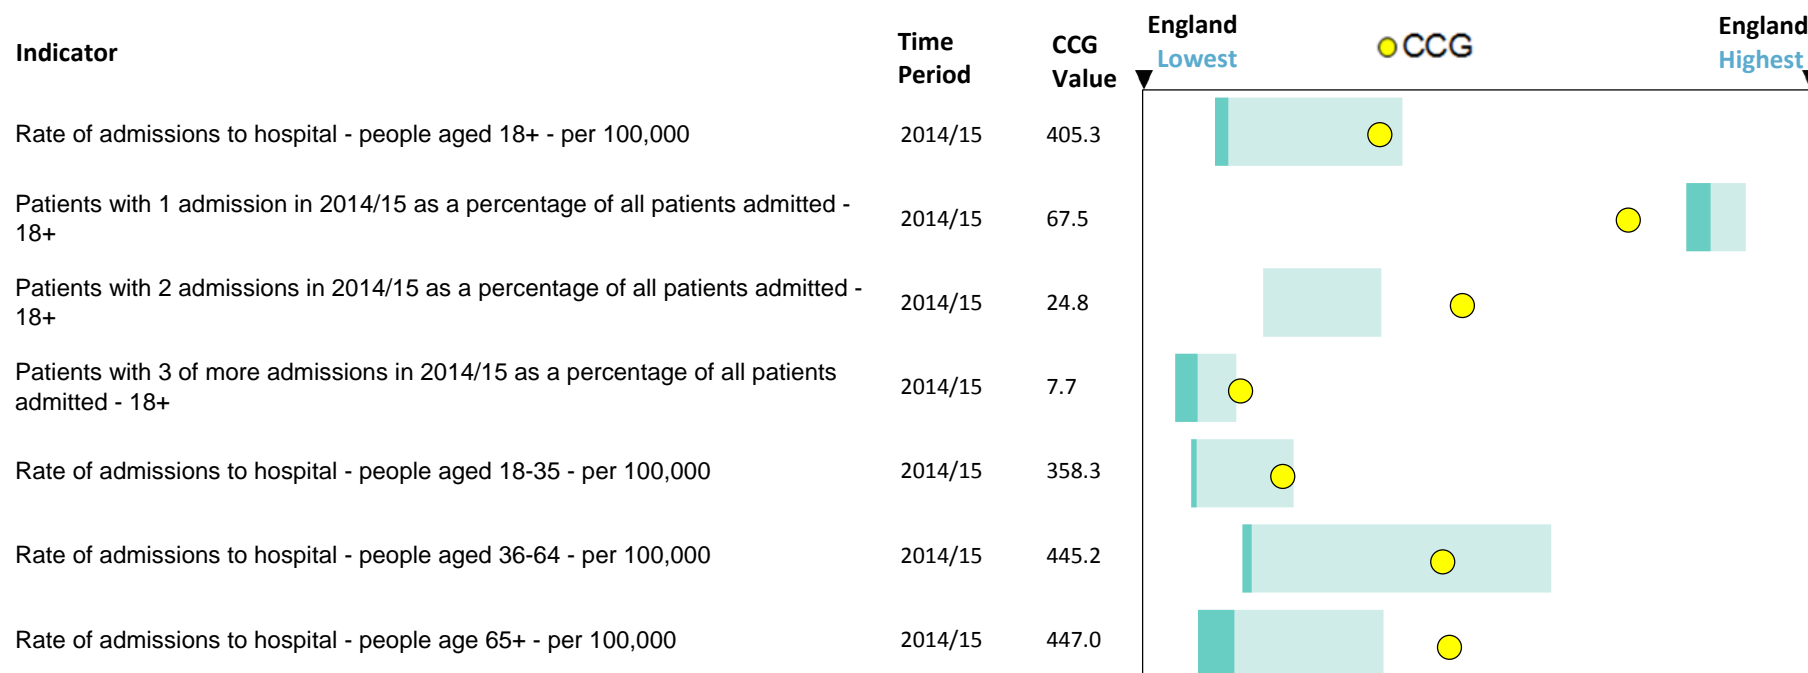 Indicator
Time Period
CCG Value
England Lowest
CCG
England Highest
Rate of admissions to hospital - people aged 18+ - per 100,000 2014/15 405.3
Patients with 1 admission in 2014/15 as a percentage of all patients admitted -
18+ 2014/15 67.5
Patients with 2 admissions in 2014/15 as a percentage of all patients admitted -
18+ 2014/15 24.8
Patients with 3 of more admissions in 2014/15 as a percentage of all patients
admitted - 18+ 2014/15 7.7
Rate of admissions to hospital - people aged 18-35 - per 100,000 2014/15 358.3
Rate of admissions to hospital - people aged 36-64 - per 100,000 2014/15 445.2
Rate of admissions to hospital - people age 65+ - per 100,000 2014/15 447.0